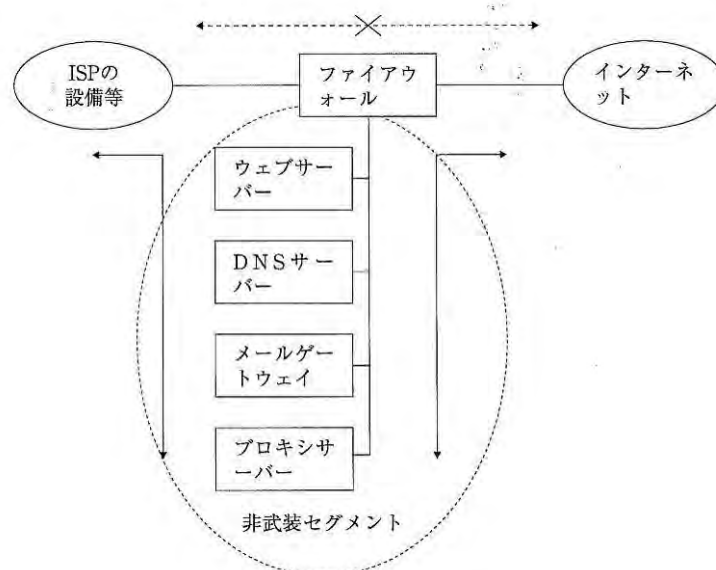 ISPの
設備等
ファイアウ
ォール
インターネ
ット
ウェブサー
バー
DNSサー
バー
メールゲー
トウェイ
プロキシサ
ーバー
非武装セグメント